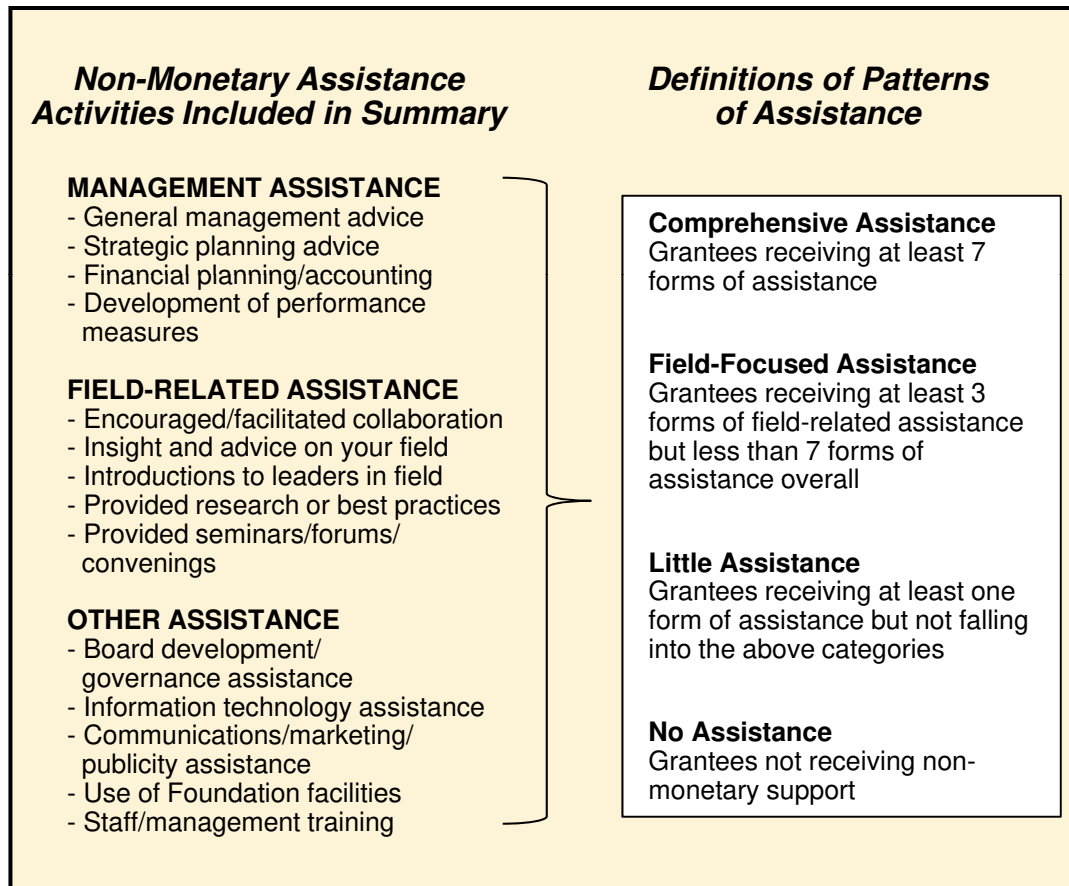 Non-Monetary Assistance
Activities Included in Summary
MANAGEMENT ASSISTANCE
- General management advice
- Strategic planning advice
- Financial planning/accounting
- Development of performance
measures
FIELD-RELATED ASSISTANCE
- Encouraged/facilitated collaboration
- Insight and advice on your field
- Introductions to leaders in field
- Provided research or best practices
- Provided seminars/forums/
convenings
OTHER ASSISTANCE
- Board development/
governance assistance
- Information technology assistance
- Communications/marketing/
publicity assistance
- Use of Foundation facilities
- Staff/management training
Definitions of Patterns
of Assistance
Comprehensive Assistance
Grantees receiving at least 7
forms of assistance
Field-Focused Assistance
Grantees receiving at least 3
forms of field-related assistance
but less than 7 forms of
assistance overall
Little Assistance
Grantees receiving at least one
form of assistance but not falling
into the above categories
No Assistance
Grantees not receiving non-
monetary support